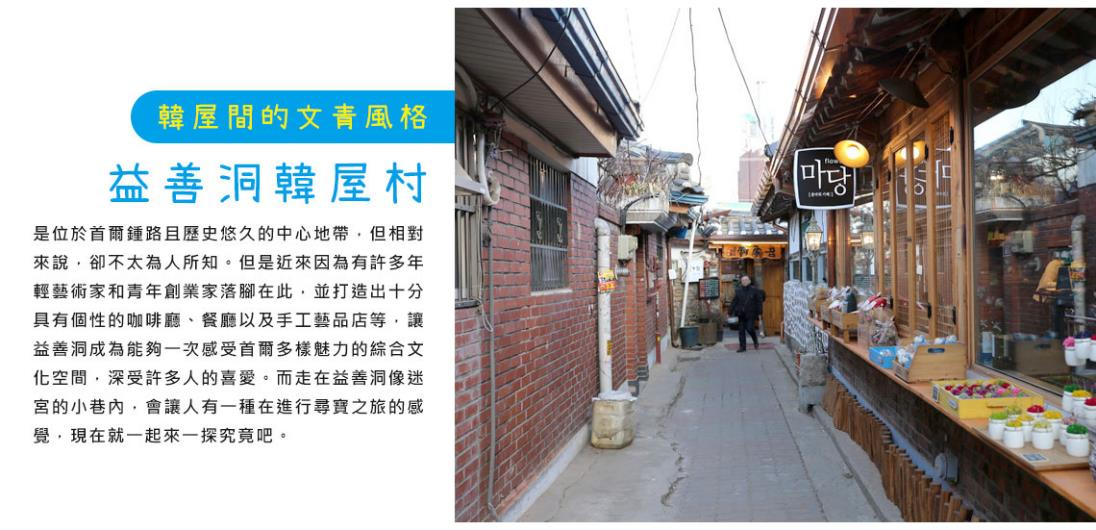 韓屋間的文青風格
益善洞韓屋村
是位於首爾鍾路且歷史悠久的中心地帶，但相對
來說，卻不太為人所知。但是近來因為有許多年
輕藝術家和青年創業家落腳在此，並打造出十分
具有個性的咖啡廳、餐廳以及手工藝品店等，讓
益善洞成為能夠一次感受首爾多樣魅力的綜合文
化空間，深受許多人的喜愛。而走在益善洞像迷
宮的小巷內，會讓人有一種在進行尋寶之旅的感
覺，現在就一起來一探究竟吧。
flow
마당